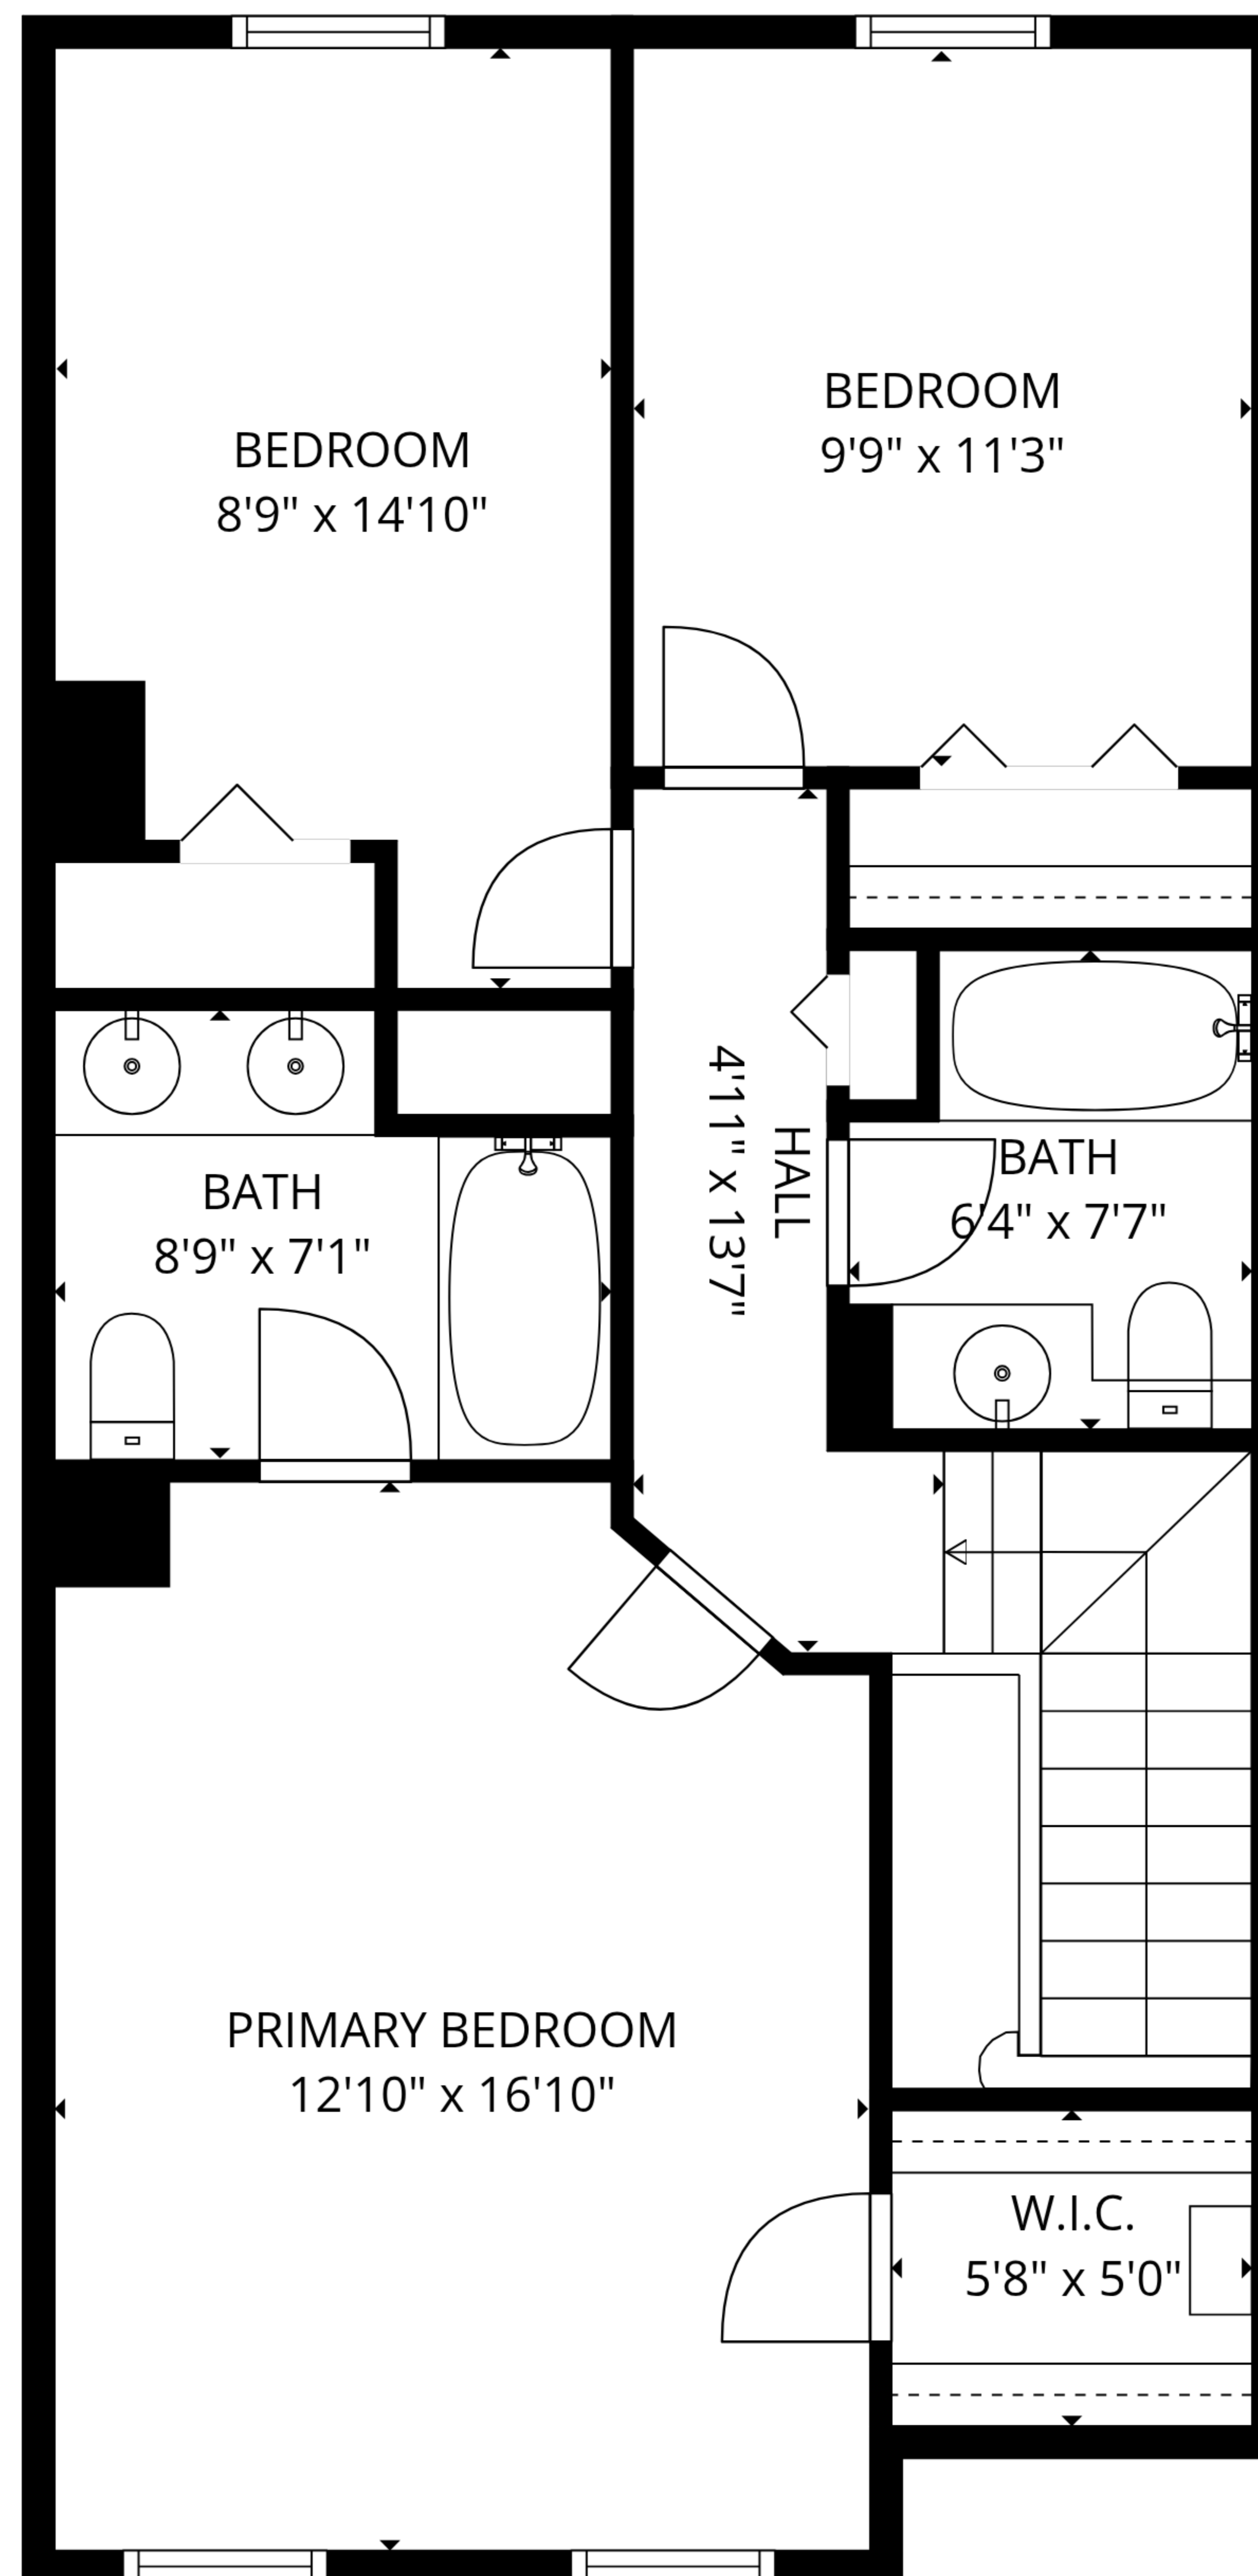 BEDROOM
8'9" x 14'10"
BEDROOM
9'9" x 11'3"
HALL
4'11" x 13'7"
BATH
6'4" x 7'7"
BATH
8'9" x 7'1"
PRIMARY BEDROOM
12'10" x 16'10"
W.I.C.
5'8" x 5'0"